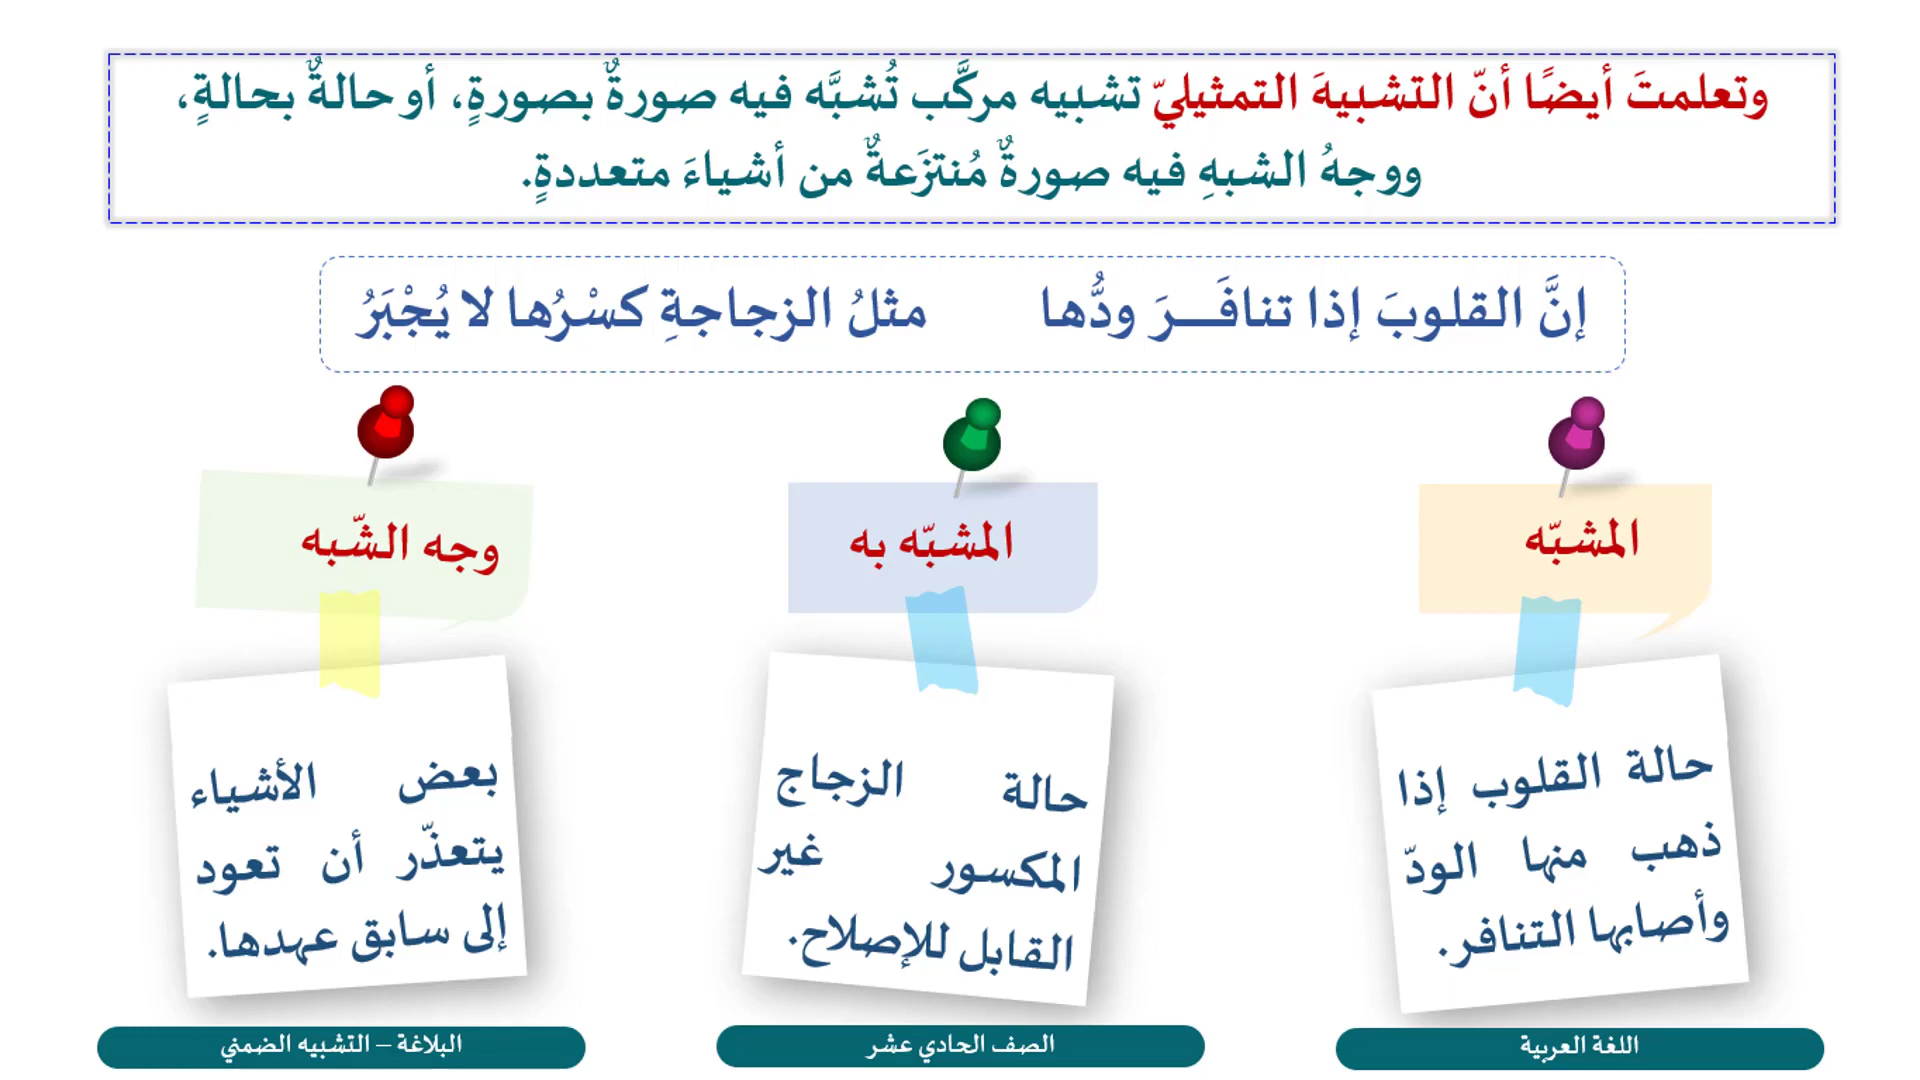 وتعلمتَ أيضًا أنّ التشبيهَ التمثيليّ تشبيه مركَّب تُشبَّه فيه صورةٌ بصورةٍ، أو حالةٌ بحالةٍ،
ووجهُ الشبهِ فيه صورةٌ مُنتزَعةٌ من أشياءَ متعددةٍ.
إنَّ القلوبَ إذا تنافَـــرَ ودُّها مثلُ الزجاجةِ كسْرُها لا يُجْبَرُ
المشبّه
حالة القلوب إذا
ذهب منها الودّ
وأصابها التنافر.
المشبّه به
حالة الزجاج
المكسور غير
القابل للإصلاح.
وجه الشّبه
بعض الأشياء
يتعذّر أن تعود
إلى سابق عهدها.
اللغة العربية
الصف الحادي عشر
البلاغة – التشبيه الضمني